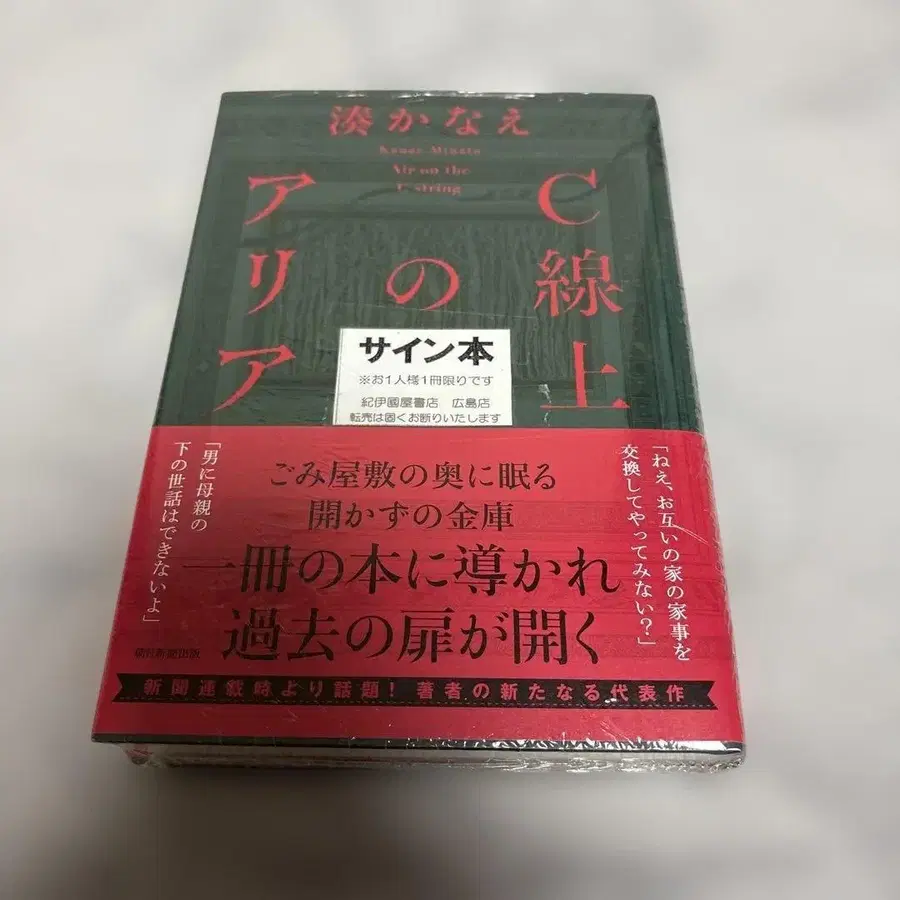 湊かなえ
Kanae Minato
Air on the
C string
C線上
の
アリア
サイン本
※お1人様1冊限りです
紀伊國屋書店 広島店
転売は固くお断りいたします
「ねえ、お互いの家の家事を
交換してやってみない？」
ごみ屋敷の奥に眠る
開かずの金庫
一冊の本に導かれ
過去の扉が開く
「男に母親の
下の世話はできないよ」
朝日新聞出版
新聞連載時より話題！ 著者の新たなる代表作